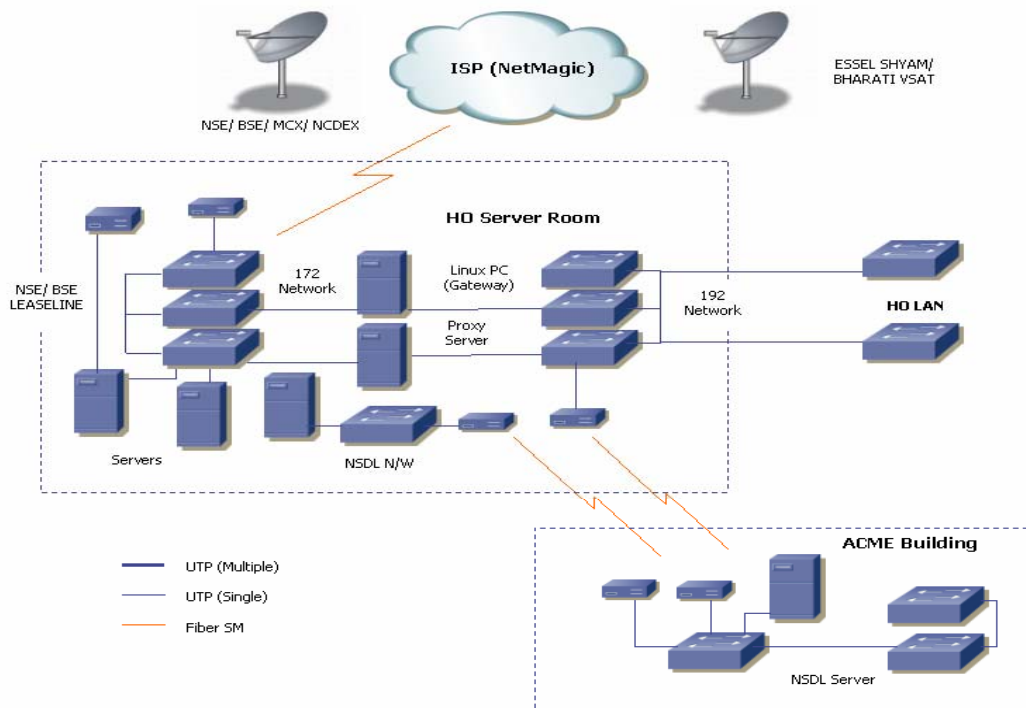 ISP (NetMagic)
ESSEL SHYAM/
BHARATI VSAT
NSE/ BSE/ MCX/ NCDEX
HO Server Room
NSE/ BSE
LEASELINE
172
Network
Linux PC
(Gateway)
192
Network
HO LAN
Proxy
Server
Servers
NSDL N/W
ACME Building
UTP (Multiple)
UTP (Single)
Fiber SM
NSDL Server